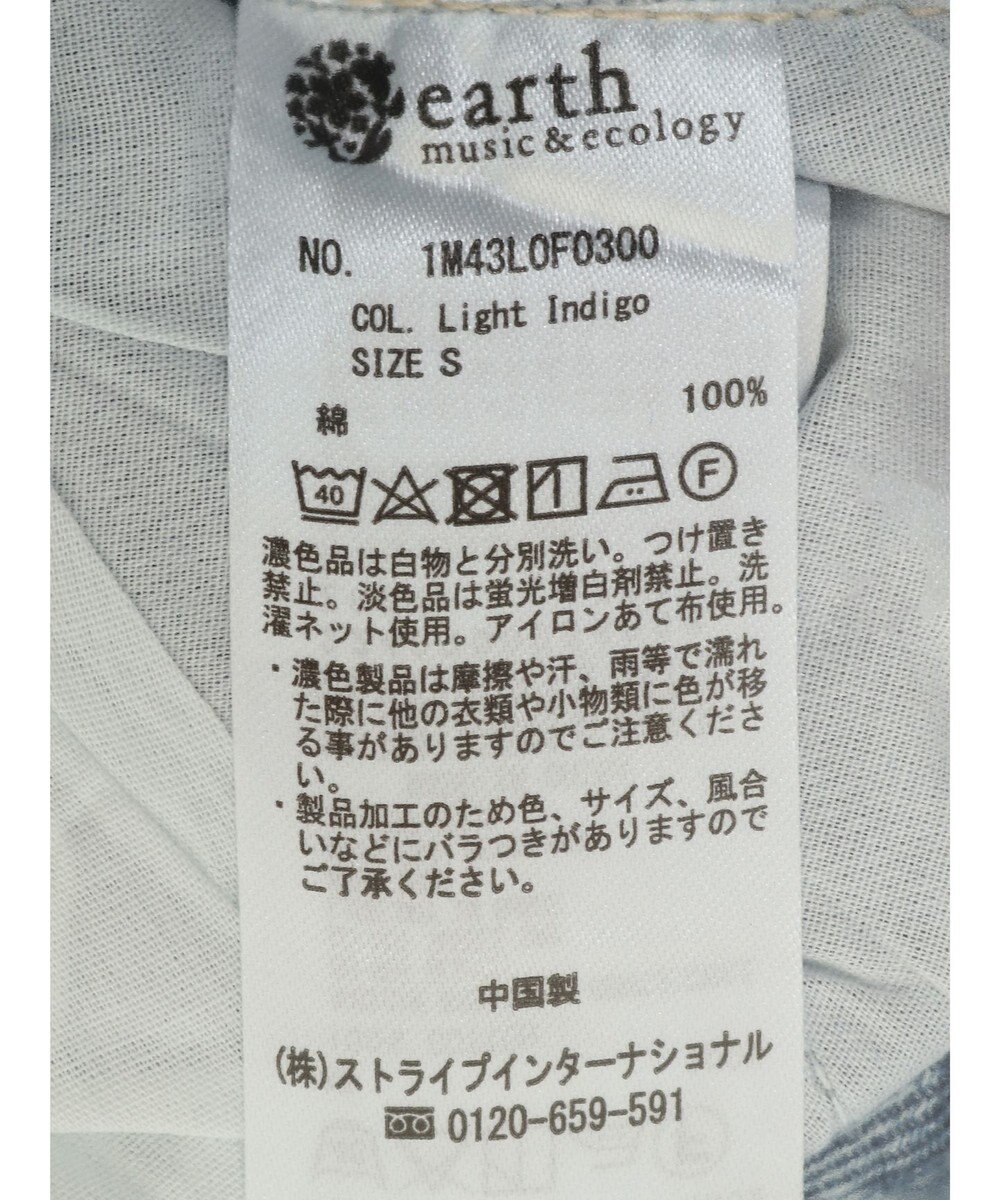 earth
music&ecology
NO. 1M43L0F0300
COL. Light Indigo
SIZE S
綿 100%
40 F
濃色品は白物と分別洗い。つけ置き
禁止。淡色品は蛍光増白剤禁止。洗
濯ネット使用。アイロンあて布使用。
・濃色製品は摩擦や汗、雨等で濡れ
た際に他の衣類や小物類に色が移
る事がありますのでご注意くださ
い。
・製品加工のため色、サイズ、風合
いなどにバラつきがありますので
ご了承ください。
中国製
(株)ストライプインターナショナル
0120-659-591